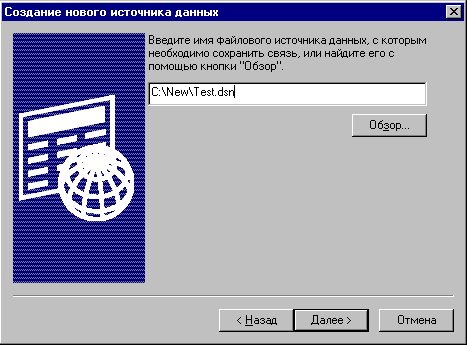 Создание нового источника данных
Введите имя файлового источника данных, с которым
необходимо сохранить связь, или найдите его с
помощью кнопки "Обзор".
C:\New\Test.dsn
Обзор...
< Назад
Далее >
Отмена